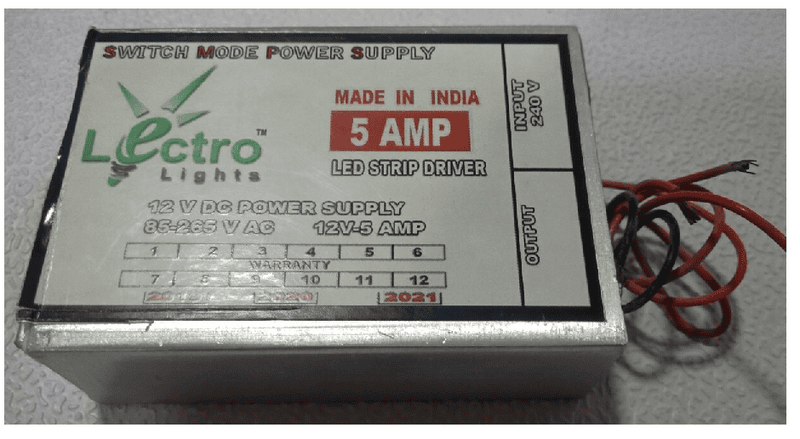 SWITCH MODE POWER SUPPLY
Lectro™
Lights
MADE IN INDIA
5 AMP
LED STRIP DRIVER
12 V DC POWER SUPPLY
85-265 V AC 12V-5 AMP
1 2 3 4 5 6
WARRANTY
7 8 9 10 11 12
2019 2020 2021
INPUT
240 V
OUTPUT